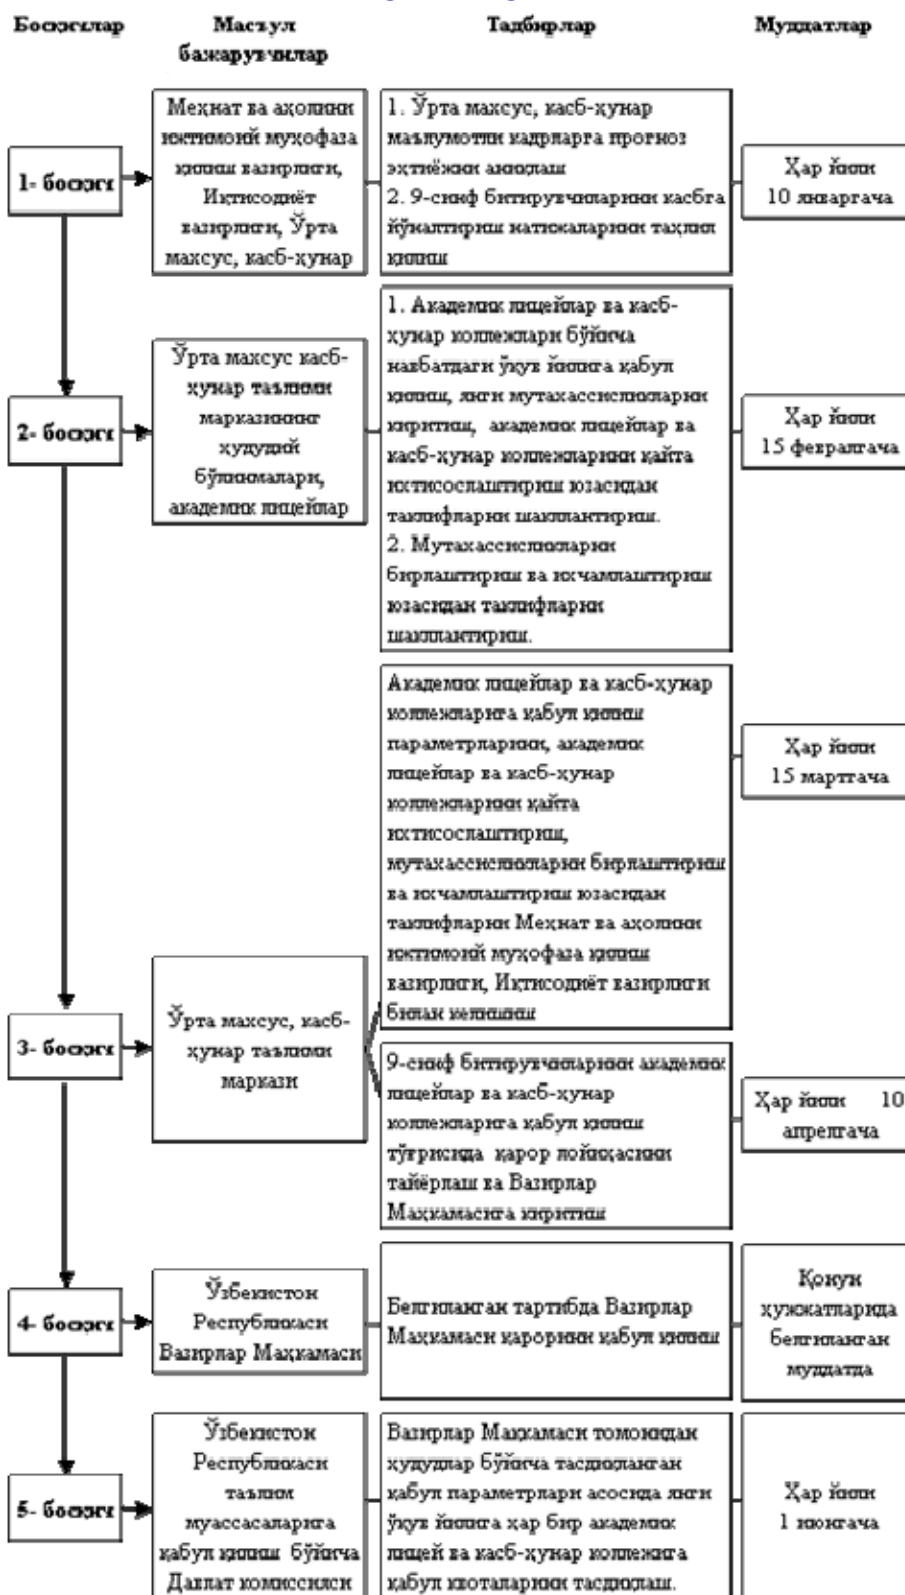 Босқичлар
Масъул
бажарувчилар
Тадбирлар
Муддатлар
1- босқич
Меҳнат ва аҳолини
ижтимоий муҳофаза
қилиш вазирлиги,
Иқтисодиёт
вазирлиги, Ўрта
махсус, касб-ҳунар
1. Ўрта махсус, касб-ҳунар
маълумотли кадрларга прогноз
эҳтиёжни аниқлаш
2. 9-синф битирувчиларини касбга
йўналтириш натижаларини таҳлил
қилиш
Ҳар йили
10 январгача
2- босқич
Ўрта махсус касб-
ҳунар таълими
марказининг
ҳудудий
бўлинмалари,
академик лицейлар
1. Академик лицейлар ва касб-
ҳунар коллежлари бўйича
навбатдаги ўқув йилига қабул
қилиш, янги мутахассисликларни
киритиш, академик лицейлар ва
касб-ҳунар коллежларини қайта
ихтисослаштириш юзасидан
таклифларни шакллантириш.
2. Мутахассисликларни
бирлаштириш ва ихчамлаштириш
юзасидан таклифларни
шакллантириш.
Ҳар йили
15 февралгача
3- босқич
Ўрта махсус, касб-
ҳунар таълими
маркази
Академик лицейлар ва касб-ҳунар
коллежларига қабул қилиш
параметрларини, академик
лицейлар ва касб-ҳунар
коллежларини қайта
ихтисослаштириш,
мутахассисликларни бирлаштириш
ва ихчамлаштириш юзасидан
таклифларни Меҳнат ва аҳолини
ижтимоий муҳофаза қилиш
вазирлиги, Иқтисодиёт вазирлиги
билан келишиш
Ҳар йили
15 мартгача
9-синф битирувчиларини академик
лицейлар ва касб-ҳунар
коллежларига қабул қилиш
тўғрисида қарор лойиҳасини
тайёрлаш ва Вазирлар
Маҳкамасига киритиш
Ҳар йили 10
апрелгача
4- босқич
Ўзбекистон
Республикаси
Вазирлар Маҳкамаси
Белгиланган тартибда Вазирлар
Маҳкамаси қарорини қабул қилиш
Қонун
ҳужжатларида
белгиланган
муддатда
5- босқич
Ўзбекистон
Республикаси
таълим
муассасаларига
қабул қилиш бўйича
Давлат комиссияси
Вазирлар Маҳкамаси томонидан
ҳудудлар бўйича тасдиқланган
қабул параметрлари асосида янги
ўқув йилига ҳар бир академик
лицей ва касб-ҳунар коллежига
қабул квоталарини тасдиқлаш.
Ҳар йили
1 июнгача